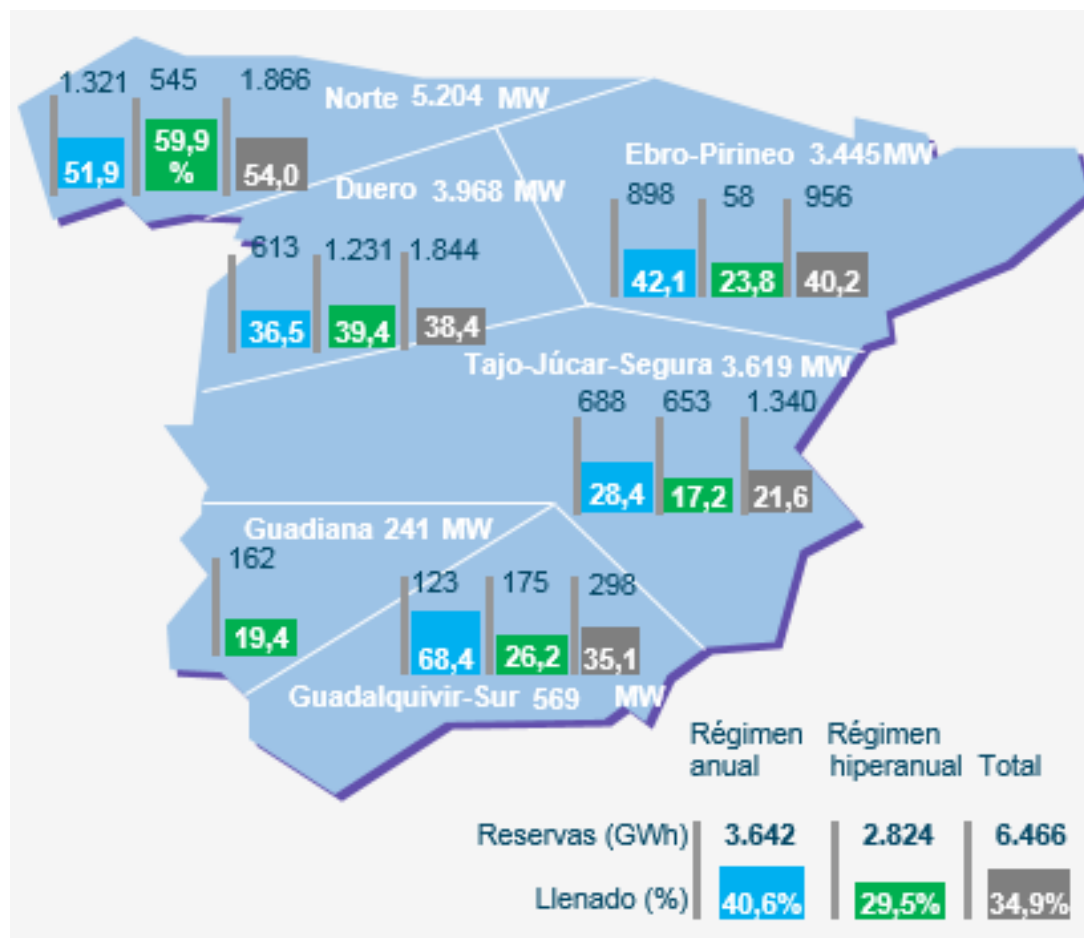 1.321 545 1.866
Norte 5.204 MW
51,9 59,9 % 54,0
Ebro-Pirineo 3.445 MW
898 58 956
42,1 23,8 40,2
Duero 3.968 MW
613 1.231 1.844
36,5 39,4 38,4
Tajo-Júcar-Segura 3.619 MW
688 653 1.340
28,4 17,2 21,6
Guadiana 241 MW
162
19,4
123 175 298
68,4 26,2 35,1
Guadalquivir-Sur 569 MW
Régimen anual Régimen hiperanual Total
Reservas (GWh) 3.642 2.824 6.466
Llenado (%) 40,6% 29,5% 34,9%